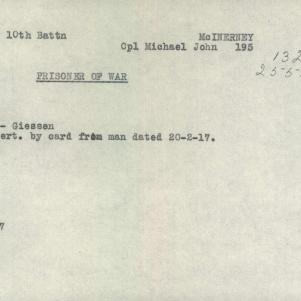 10th Battn McINERNEY
Cpl Michael John 195
132
25-5-
PRISONER OF WAR
- Giessen
ert. by card from man dated 20-2-17.
7